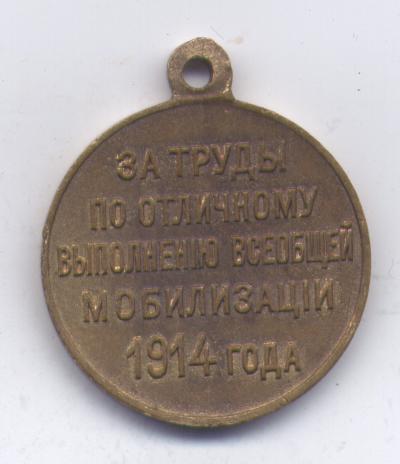 ЗА ТРУДЫ
ПО ОТЛИЧНОМУ
ВЫПОЛНЕНІЮ ВСЕОБЩЕЙ
МОБИЛИЗАЦІИ
1914 ГОДА